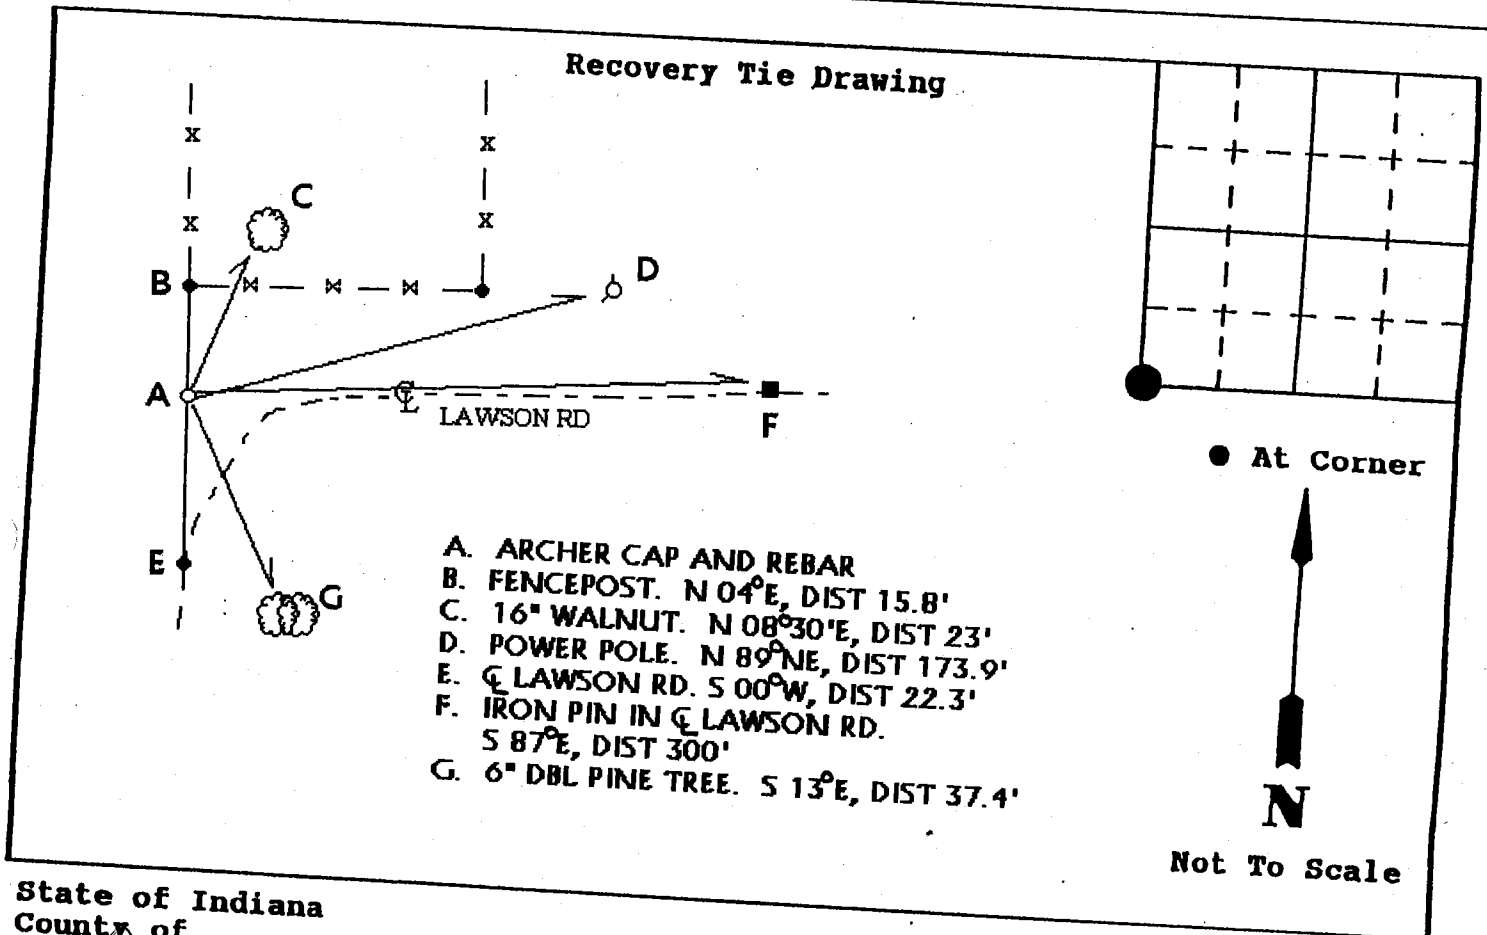 Recovery Tie Drawing
x
x
x
x
C
B
D
A
℄
LAWSON RD
F
E
G
A. ARCHER CAP AND REBAR
B. FENCEPOST. N 04°E, DIST 15.8'
C. 16" WALNUT. N 08°30'E, DIST 23'
D. POWER POLE. N 89°NE, DIST 173.9'
E. ℄ LAWSON RD. S 00°W, DIST 22.3'
F. IRON PIN IN ℄ LAWSON RD.
S 87°E, DIST 300'
G. 6" DBL PINE TREE. S 13°E, DIST 37.4'
● At Corner
N
Not To Scale
State of Indiana
County of